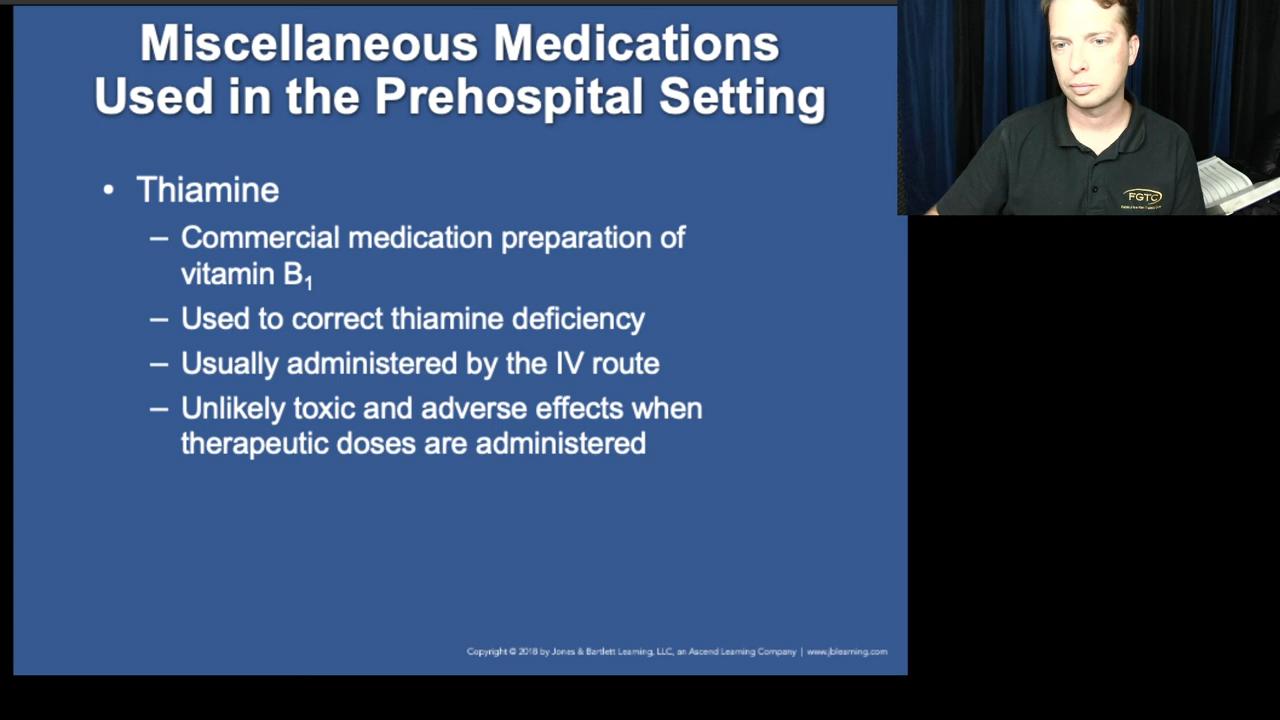 Miscellaneous Medications
Used in the Prehospital Setting
• Thiamine
– Commercial medication preparation of
vitamin B₁
– Used to correct thiamine deficiency
– Usually administered by the IV route
– Unlikely toxic and adverse effects when
therapeutic doses are administered
Copyright © 2018 by Jones & Bartlett Learning, LLC, an Ascend Learning Company | www.jblearning.com
FGTC